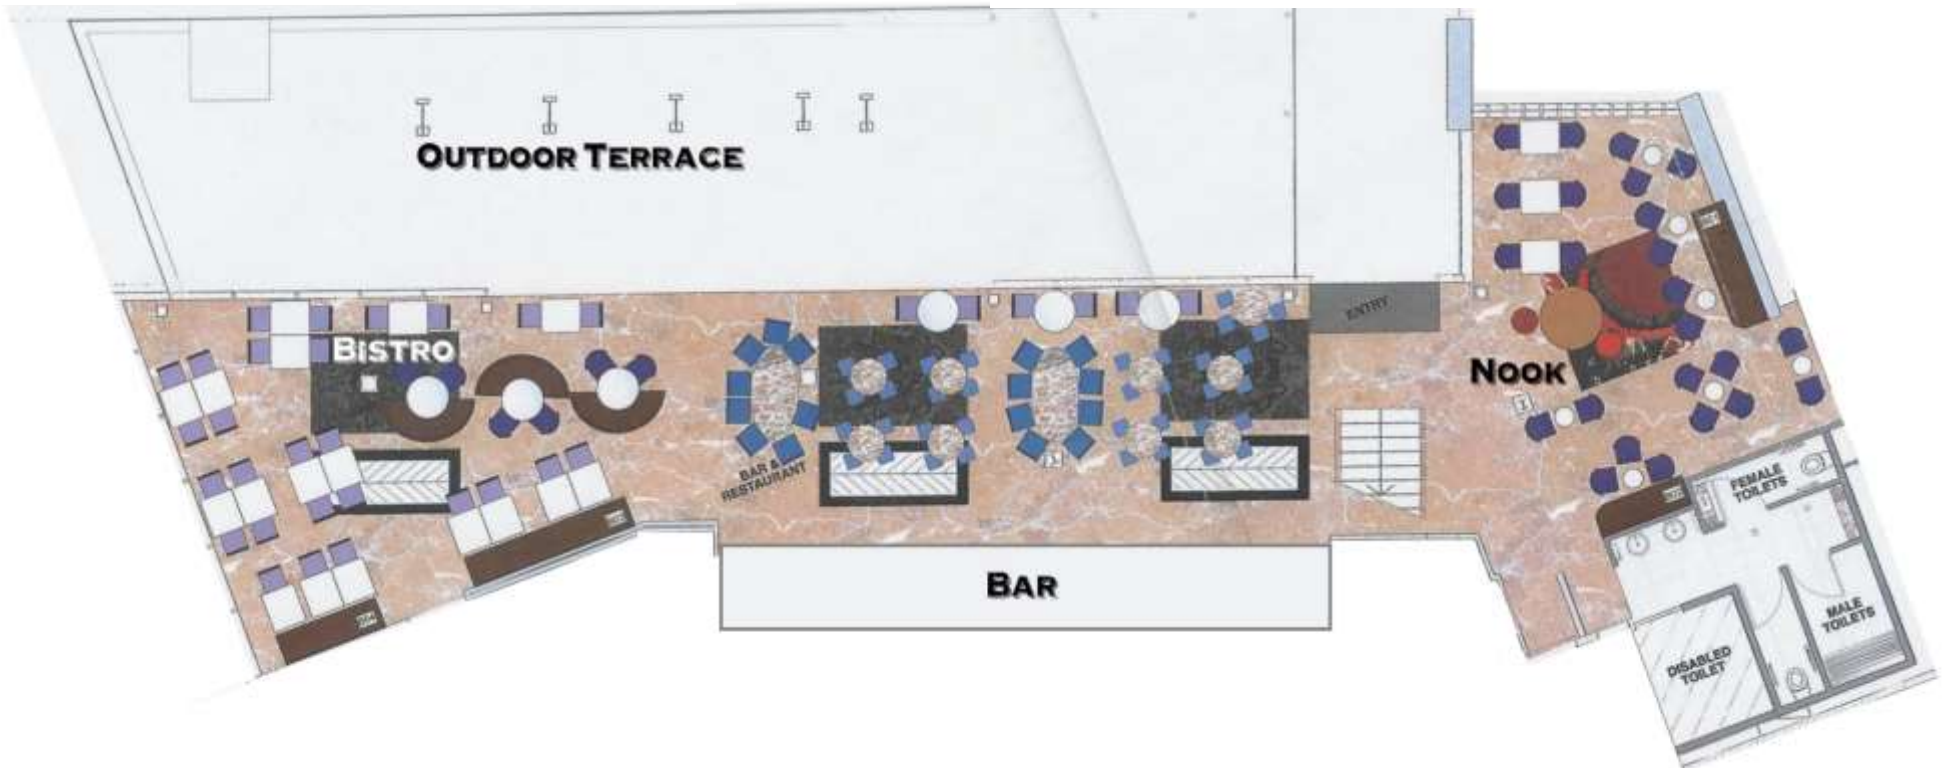 OUTDOOR TERRACE
ENTRY
BISTRO
NOOK
BAR &
RESTAURANT
FEMALE
TOILETS
BAR
MALE
TOILETS
DISABLED
TOILET